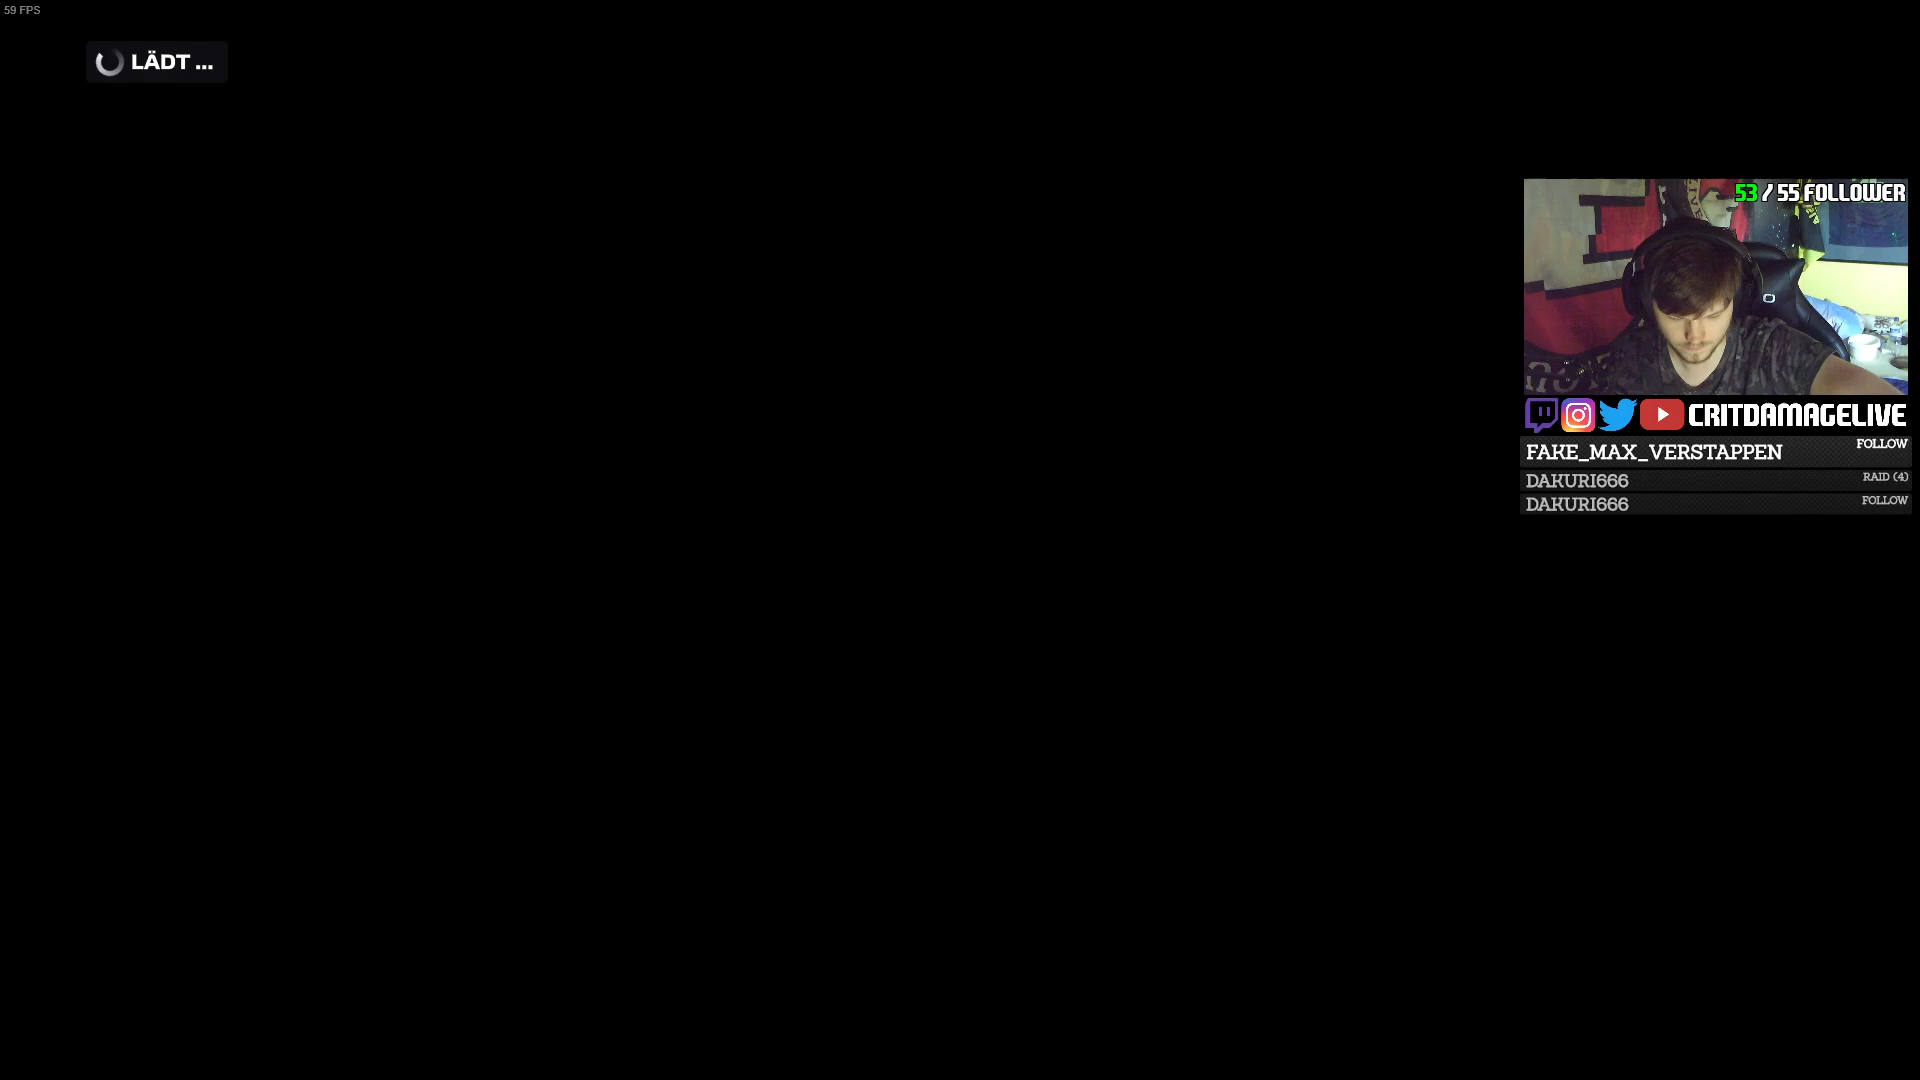 59 FPS
LÄDT ...
53 / 55 FOLLOWER
CRITDAMAGELIVE
FAKE_MAX_VERSTAPPEN FOLLOW
DAKURI666 RAID (4)
DAKURI666 FOLLOW